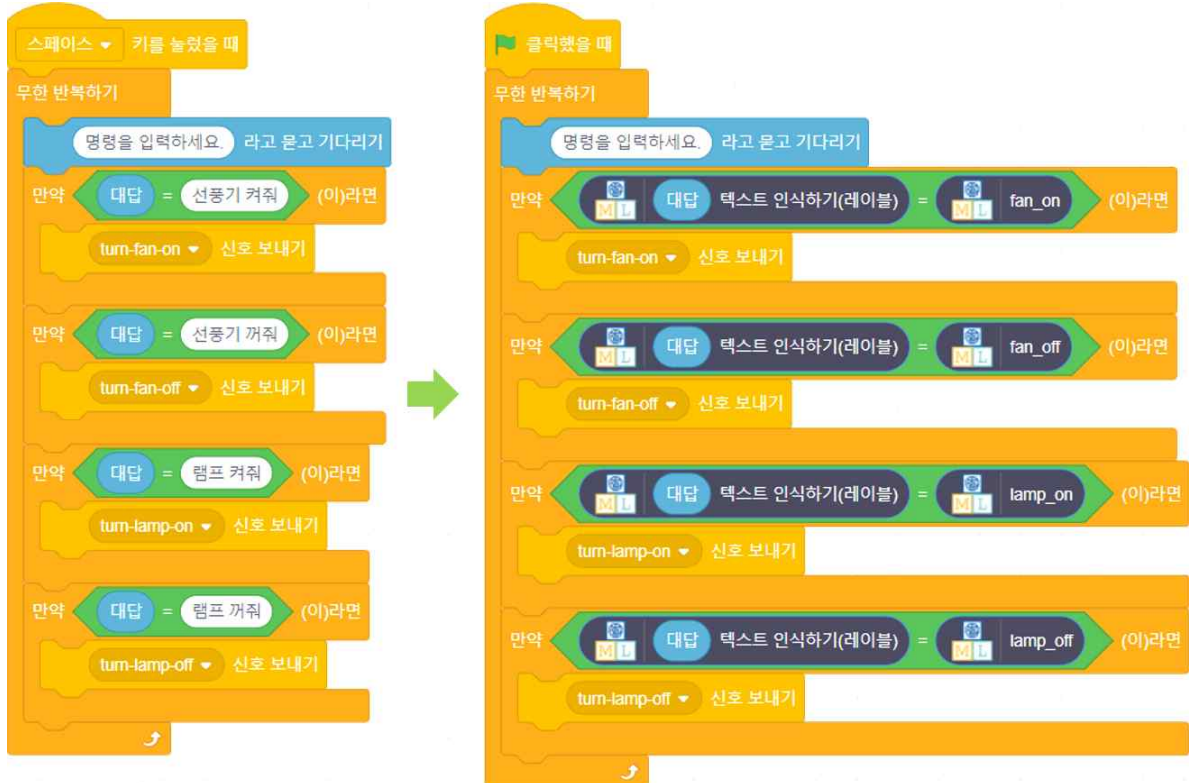 스페이스 키를 눌렀을 때
무한 반복하기
명령을 입력하세요. 라고 묻고 기다리기
만약 대답 = 선풍기 켜줘 (이)라면
turn-fan-on 신호 보내기
만약 대답 = 선풍기 꺼줘 (이)라면
turn-fan-off 신호 보내기
만약 대답 = 램프 켜줘 (이)라면
turn-lamp-on 신호 보내기
만약 대답 = 램프 꺼줘 (이)라면
turn-lamp-off 신호 보내기
클릭했을 때
무한 반복하기
명령을 입력하세요. 라고 묻고 기다리기
만약 ML 대답 텍스트 인식하기(레이블) = ML fan_on (이)라면
turn-fan-on 신호 보내기
만약 ML 대답 텍스트 인식하기(레이블) = ML fan_off (이)라면
turn-fan-off 신호 보내기
만약 ML 대답 텍스트 인식하기(레이블) = ML lamp_on (이)라면
turn-lamp-on 신호 보내기
만약 ML 대답 텍스트 인식하기(레이블) = ML lamp_off (이)라면
turn-lamp-off 신호 보내기